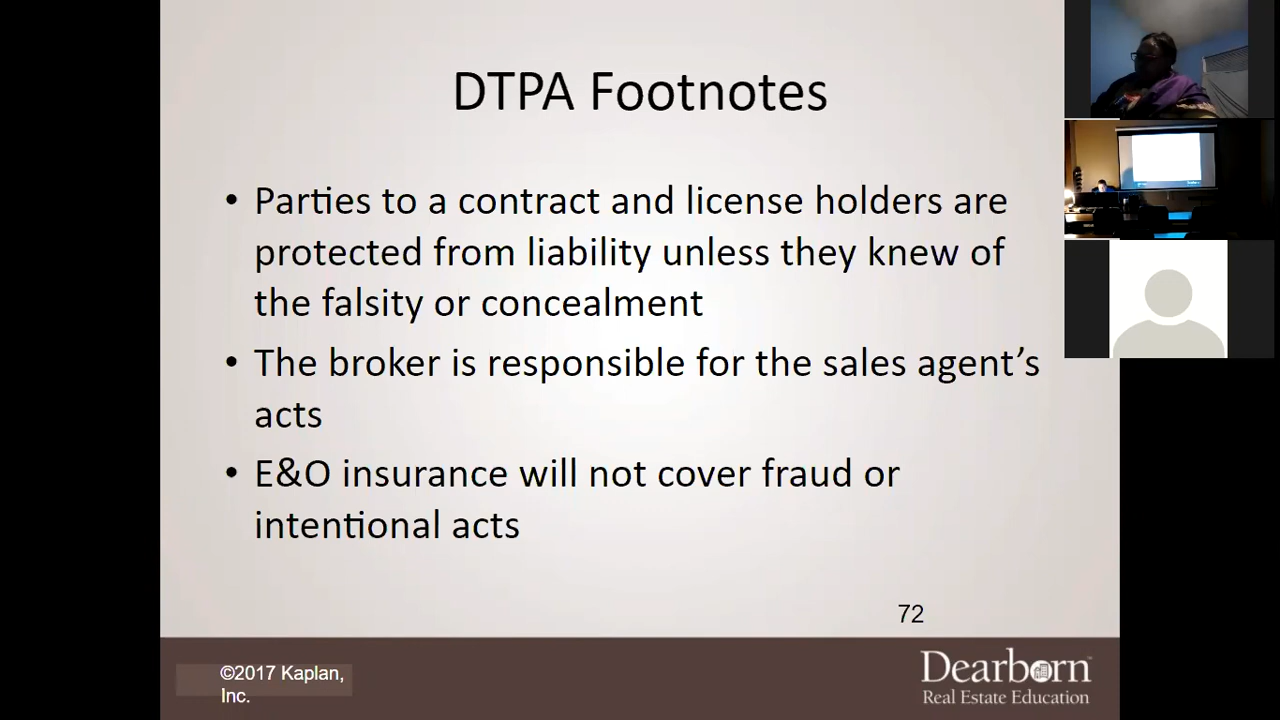 DTPA Footnotes
• Parties to a contract and license holders are
protected from liability unless they knew of
the falsity or concealment
• The broker is responsible for the sales agent’s
acts
• E&O insurance will not cover fraud or
intentional acts
72
©2017 Kaplan,
Inc.
Dearborn™
Real Estate Education